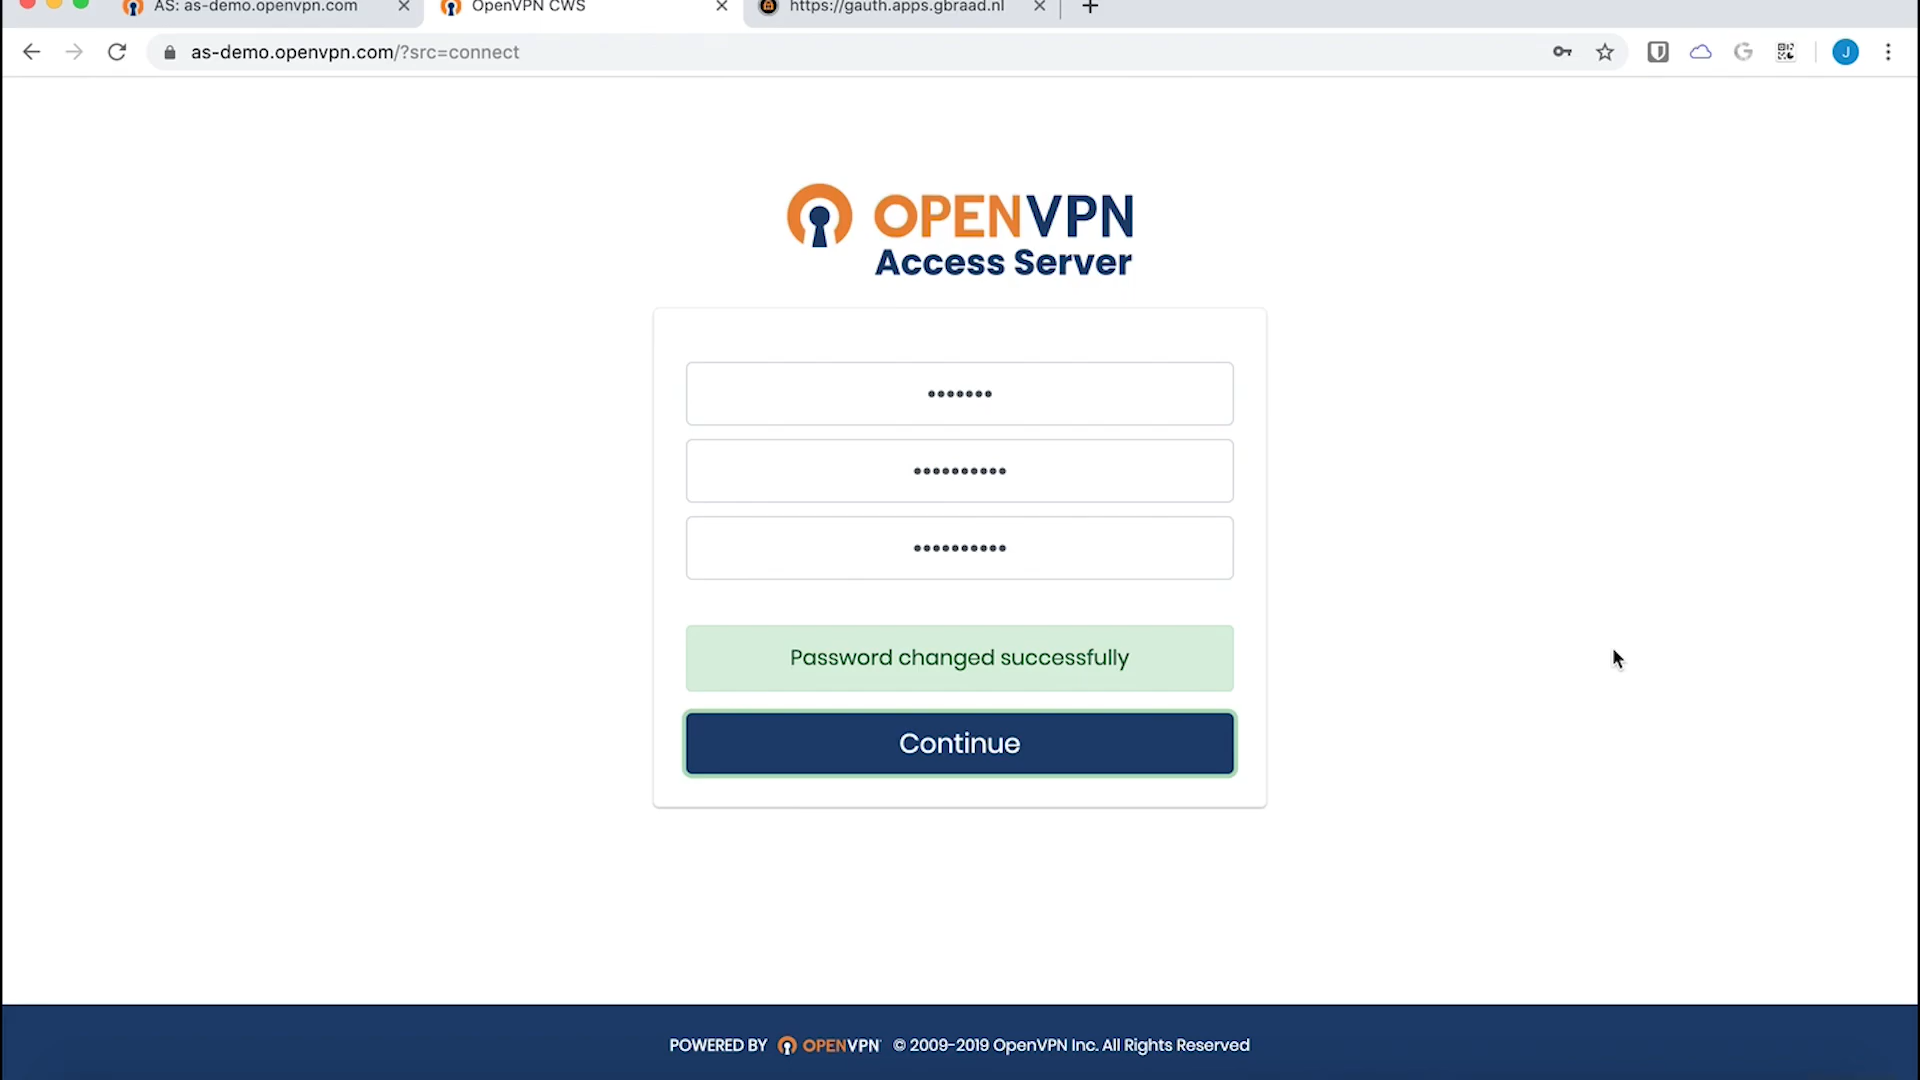 AS: as-demo.openvpn.com
OpenVPN CWS
https://gauth.apps.gbraad.nl
as-demo.openvpn.com/?src=connect
J
OPENVPN
Access Server
•••••••
••••••••••
••••••••••
Password changed successfully
Continue
POWERED BY OPENVPN © 2009-2019 OpenVPN Inc. All Rights Reserved